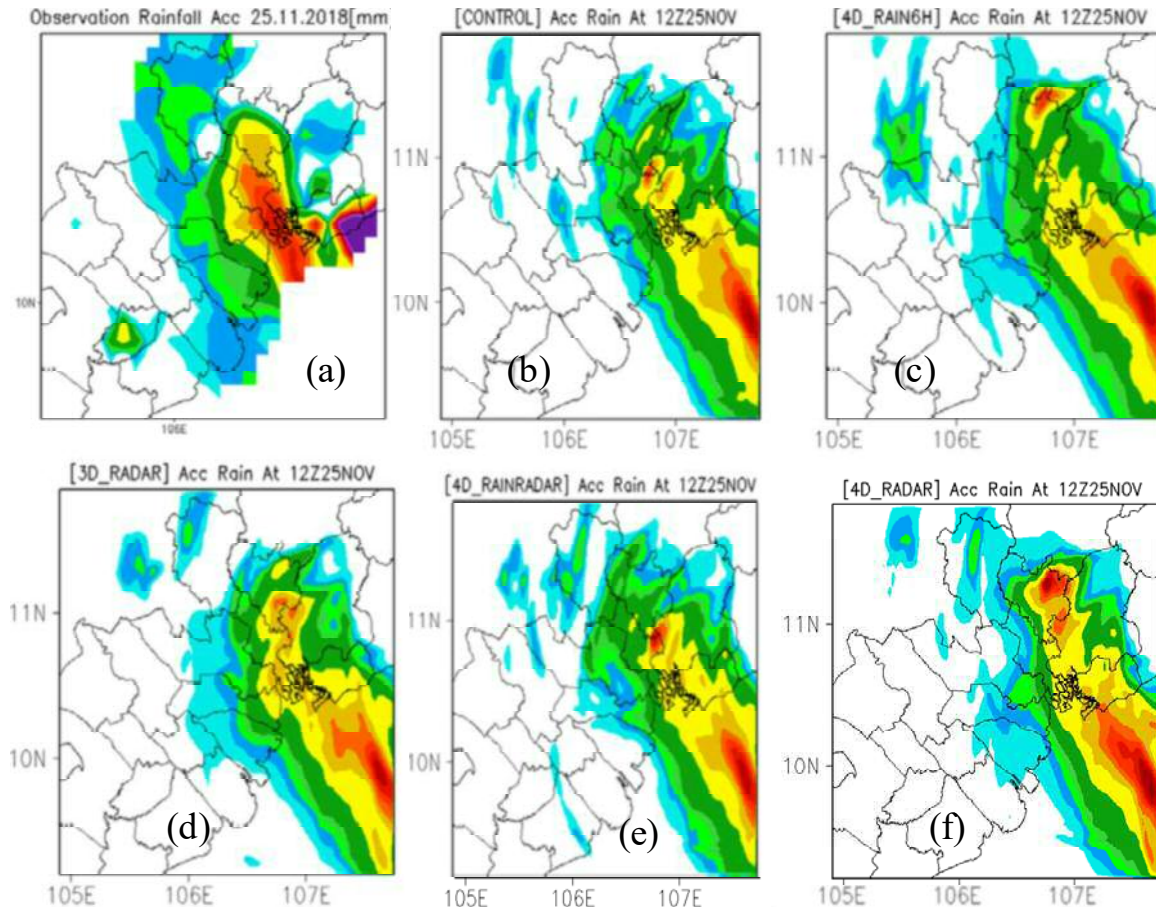 Observation Rainfall Acc 25.11.2018[mm]
10N
106E
(a)
[CONTROL] Acc Rain At 12Z25NOV
11N
10N
105E 106E 107E
(b)
[4D_RAIN6H] Acc Rain At 12Z25NOV
11N
10N
105E 106E 107E
(c)
[3D_RADAR] Acc Rain At 12Z25NOV
11N
10N
105E 106E 107E
(d)
[4D_RAINRADAR] Acc Rain At 12Z25NOV
11N
10N
105E 106E 107E
(e)
[4D_RADAR] Acc Rain At 12Z25NOV
11N
10N
105E 106E 107E
(f)